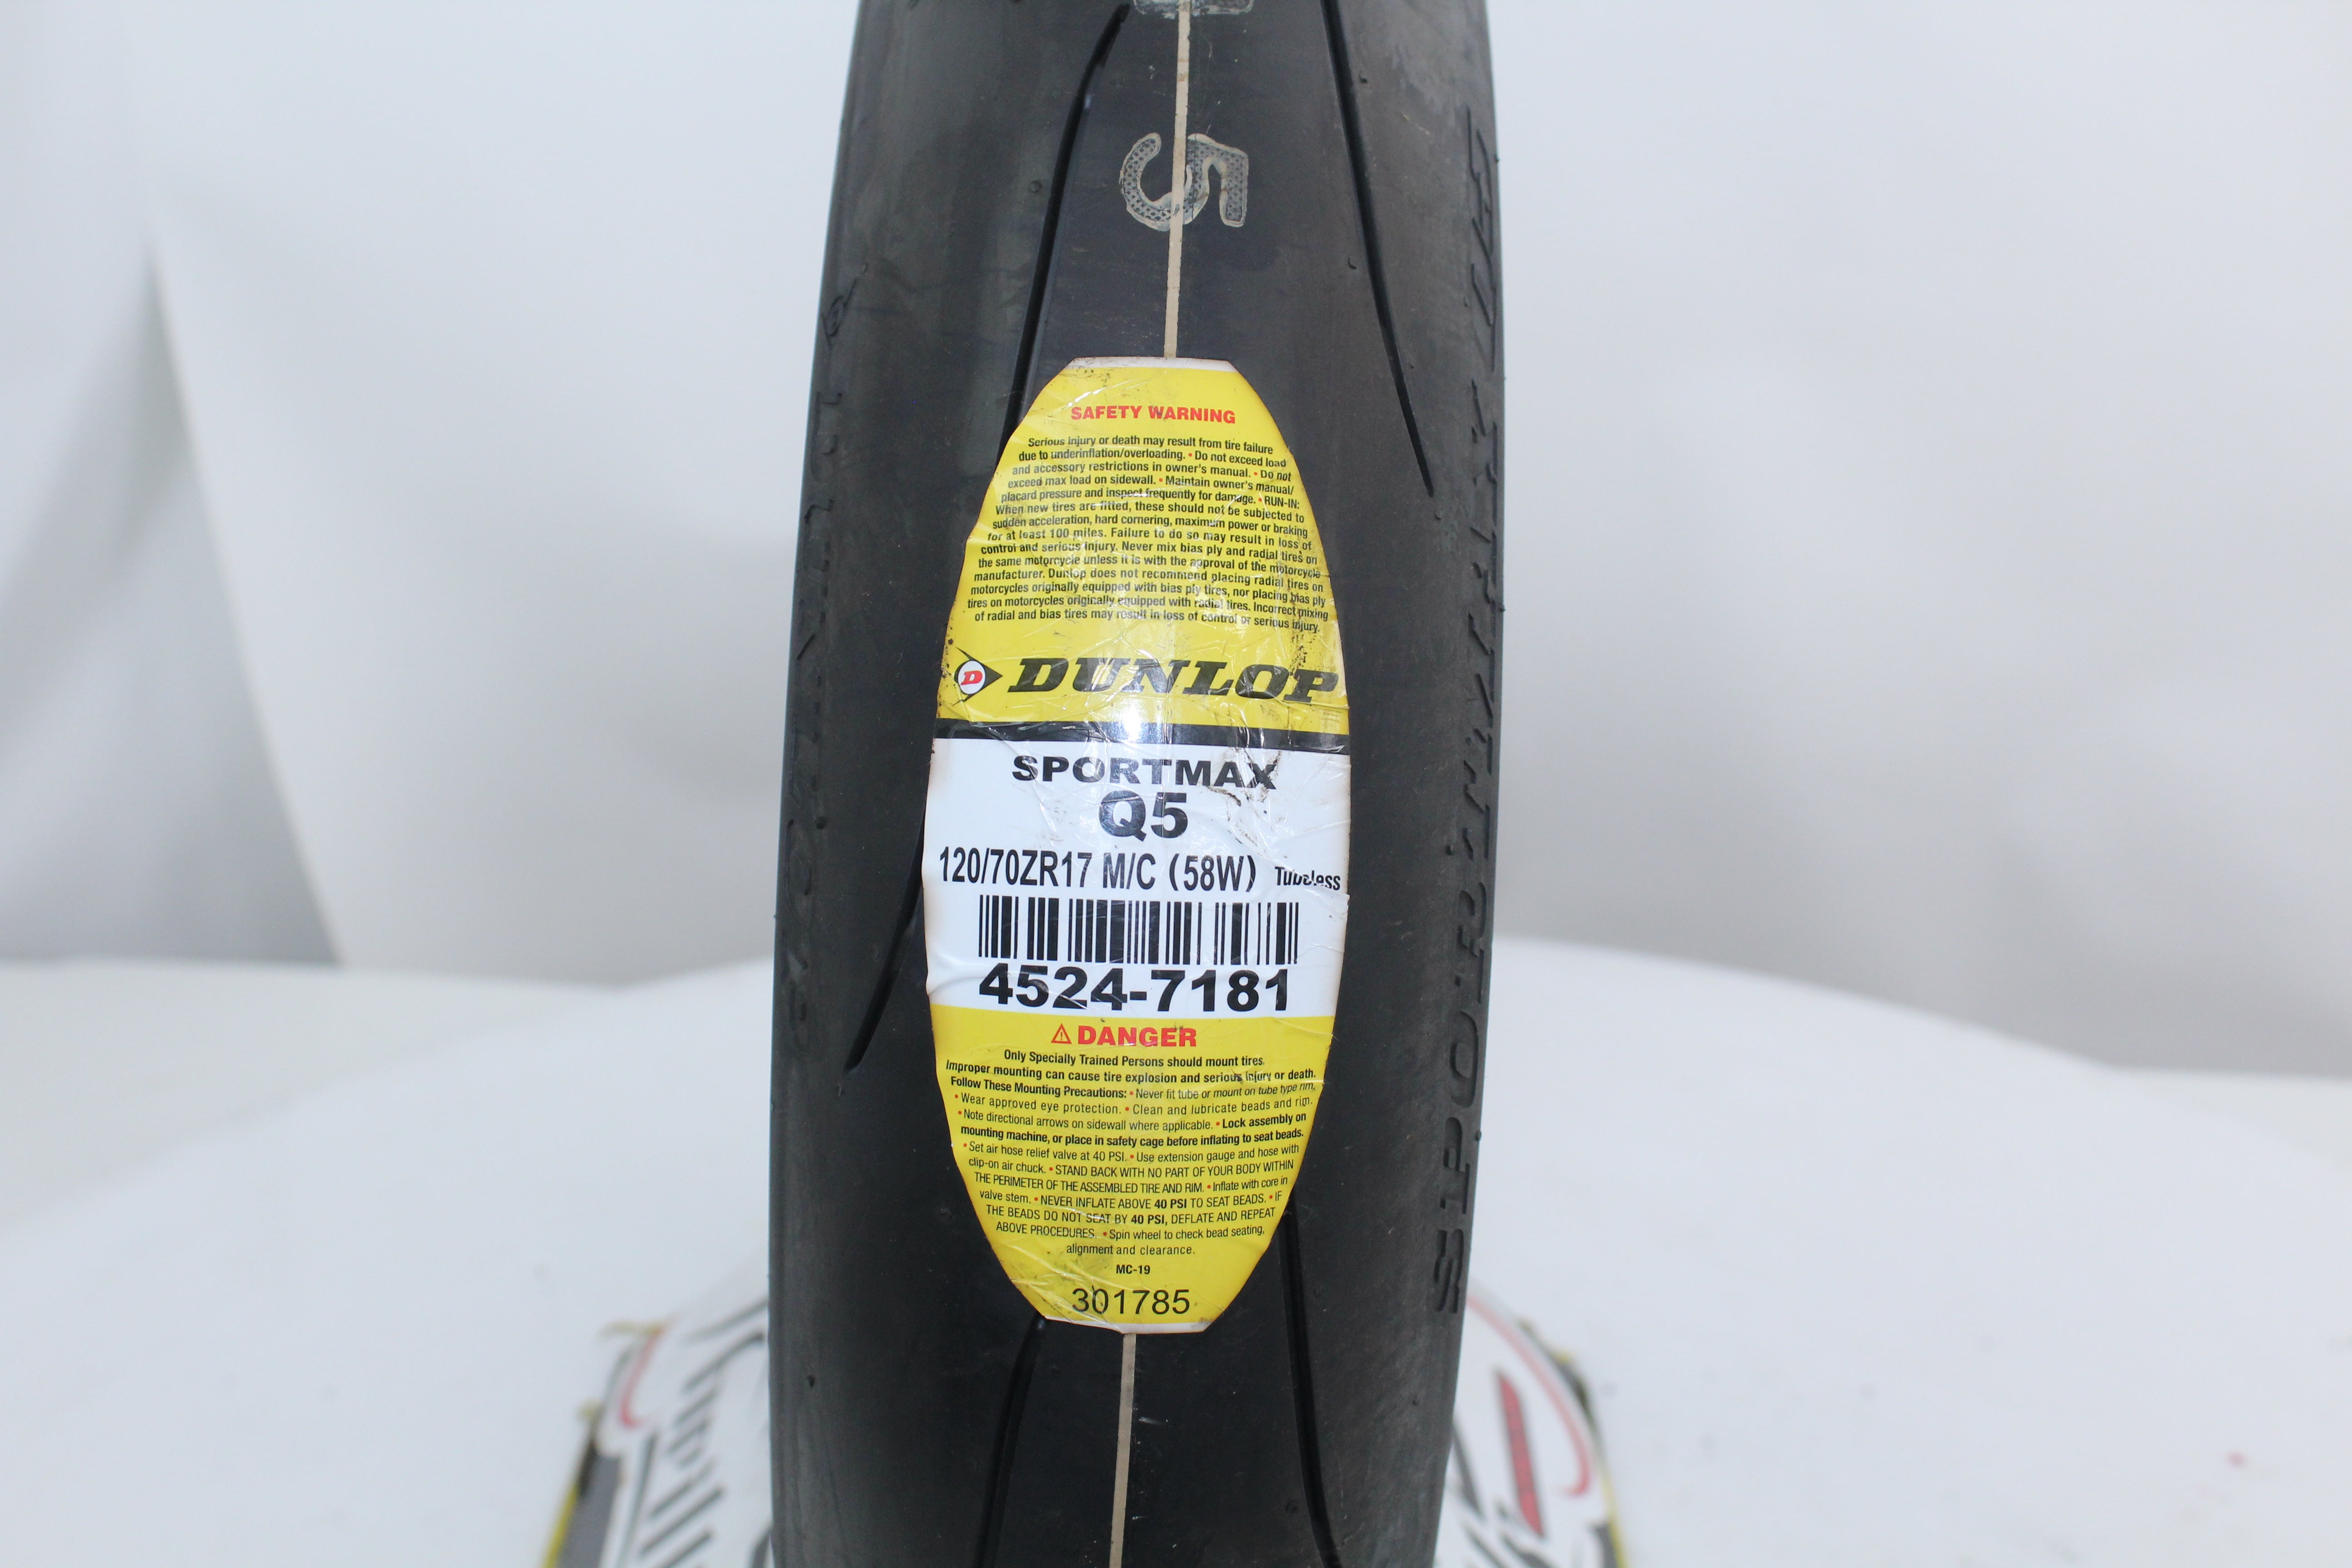 5
SAFETY WARNING
Serious injury or death may result from tire failure
due to underinflation/overloading. • Do not exceed load
and accessory restrictions in owner's manual. • Do not
exceed max load on sidewall. • Maintain owner's manual/
placard pressure and inspect frequently for damage. • RUN-IN:
When new tires are fitted, these should not be subjected to
sudden acceleration, hard cornering, maximum power or braking
for at least 100 miles. Failure to do so may result in loss of
control and serious injury. Never mix bias ply and radial tires on
the same motorcycle unless it is with the approval of the motorcycle
manufacturer. Dunlop does not recommend placing radial tires on
motorcycles originally equipped with bias ply tires, nor placing bias ply
tires on motorcycles originally equipped with radial tires. Incorrect mixing
of radial and bias tires may result in loss of control or serious injury.
D DUNLOP
SPORTMAX
Q5
120/70ZR17 M/C (58W) Tubeless
4524-7181
⚠ DANGER
Only Specially Trained Persons should mount tires.
Improper mounting can cause tire explosion and serious injury or death.
Follow These Mounting Precautions: • Never fit tube or mount on tube type rim.
• Wear approved eye protection. • Clean and lubricate beads and rim.
• Note directional arrows on sidewall where applicable. • Lock assembly on
mounting machine, or place in safety cage before inflating to seat beads.
• Set air hose relief valve at 40 PSI. • Use extension gauge and hose with
clip-on air chuck. • STAND BACK WITH NO PART OF YOUR BODY WITHIN
THE PERIMETER OF THE ASSEMBLED TIRE AND RIM. • Inflate with core in
valve stem. • NEVER INFLATE ABOVE 40 PSI TO SEAT BEADS. • IF
THE BEADS DO NOT SEAT BY 40 PSI, DEFLATE AND REPEAT
ABOVE PROCEDURES. • Spin wheel to check bead seating,
alignment and clearance.
MC-19
301785
SPORTMAX Q5